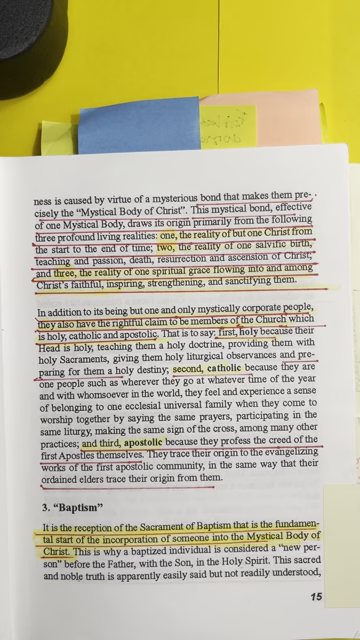 ness is caused by virtue of a mysterious bond that makes them pre-
cisely the “Mystical Body of Christ”. This mystical bond, effective
of one Mystical Body, draws its origin primarily from the following
three profound living realities: one, the reality of but one Christ from
the start to the end of time; two, the reality of one salvific birth,
teaching and passion, death, resurrection and ascension of Christ;
and three, the reality of one spiritual grace flowing into and among
Christ's faithful, inspiring, strengthening, and sanctifying them.
In addition to its being but one and only mystically corporate people,
they also have the rightful claim to be members of the Church which
is holy, catholic and apostolic. That is to say: first, holy because their
Head is holy, teaching them a holy doctrine, providing them with
holy Sacraments, giving them holy liturgical observances and pre-
paring for them a holy destiny; second, catholic because they are
one people such as wherever they go at whatever time of the year
and with whomsoever in the world, they feel and experience a sense
of belonging to one ecclesial universal family when they come to
worship together by saying the same prayers, participating in the
same liturgy, making the same sign of the cross, among many other
practices; and third, apostolic because they profess the creed of the
first Apostles themselves. They trace their origin to the evangelizing
works of the first apostolic community, in the same way that their
ordained elders trace their origin from them.
3. “Baptism”
It is the reception of the Sacrament of Baptism that is the fundamen-
tal start of the incorporation of someone into the Mystical Body of
Christ. This is why a baptized individual is considered a “new per-
son” before the Father, with the Son, in the Holy Spirit. This sacred
and noble truth is apparently easily said but not readily understood,
15